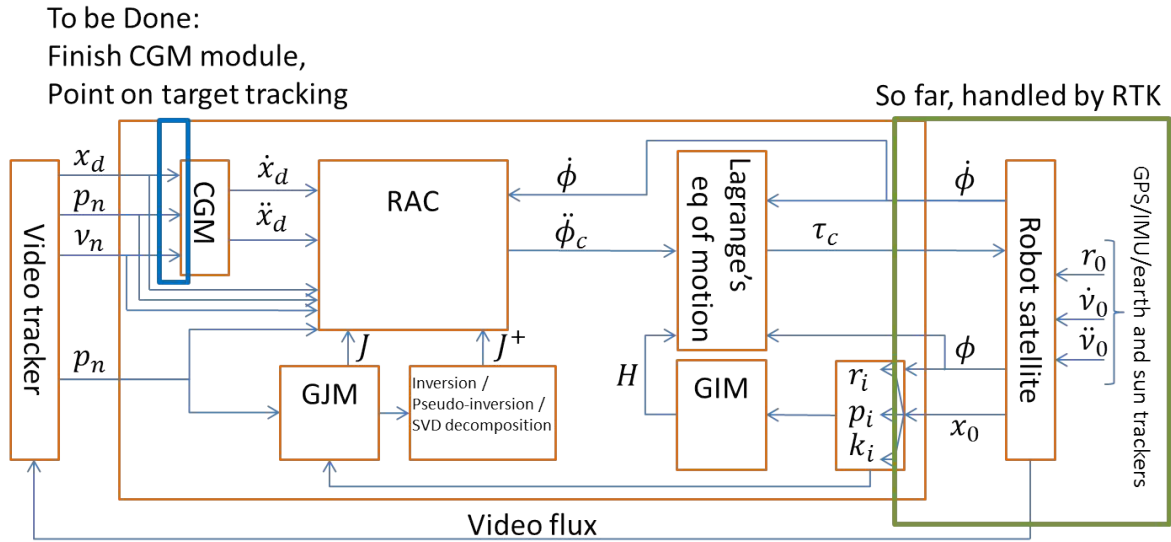 To be Done:
Finish CGM module,
Point on target tracking
So far, handled by RTK
Video tracker
x_d
p_n
v_n
p_n
CGM
ẋ_d
ẍ_d
RAC
ϕ̇
ϕ̈_c
J
J⁺
GJM
Inversion /
Pseudo-inversion /
SVD decomposition
Lagrange's
eq of motion
H
GIM
τ_c
r_i
p_i
k_i
ϕ̇
ϕ
x_0
Robot satellite
r_0
v̇_0
v̈_0
GPS/IMU/earth and sun trackers
Video flux